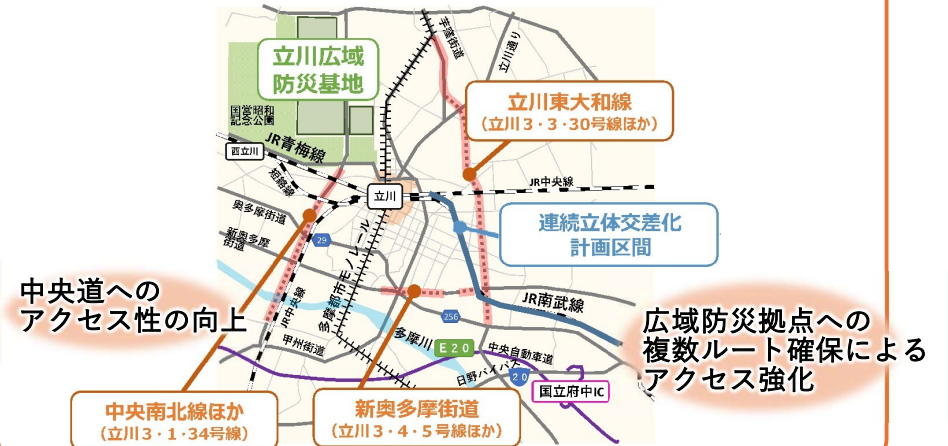 立川広域
防災基地
芋窪街道
立川通り
立川東大和線
（立川３・３・30号線ほか）
国営昭和
記念公園
JR青梅線
西立川
短絡線
立川
JR中央線
奥多摩街道
新奥多摩
街道
29
連続立体交差化
計画区間
多摩都市モノレール
中央道への
アクセス性の向上
JR中央線
JR南武線
256
広域防災拠点への
複数ルート確保による
アクセス強化
甲州街道
多摩川
E20
中央自動車道
日野バイパス
20
国立府中IC
中央南北線ほか
（立川３・１・34号線）
新奥多摩街道
（立川３・４・５号線ほか）